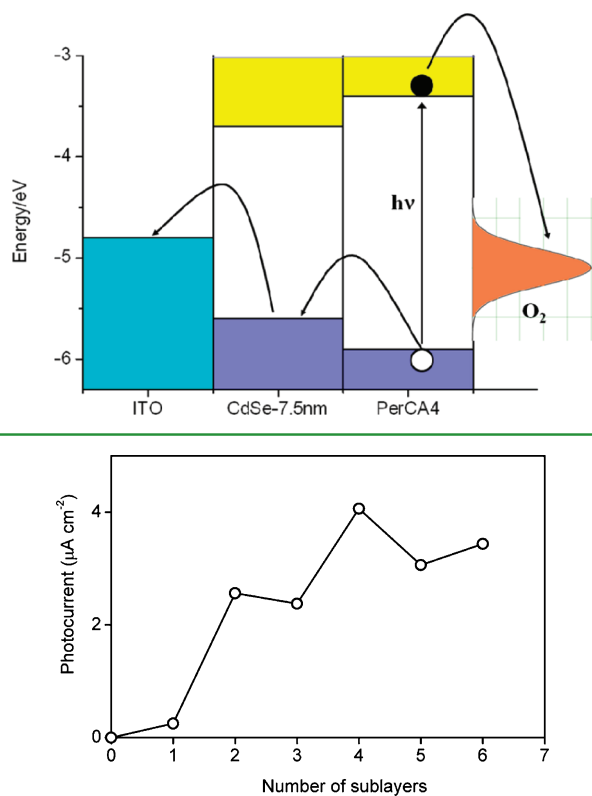 -3
-4
-5
-6
Energy/eV
hν
O2
ITO
CdSe-7.5nm
PerCA4
Photocurrent (μA cm-2)
4
2
0
0 1 2 3 4 5 6 7
Number of sublayers